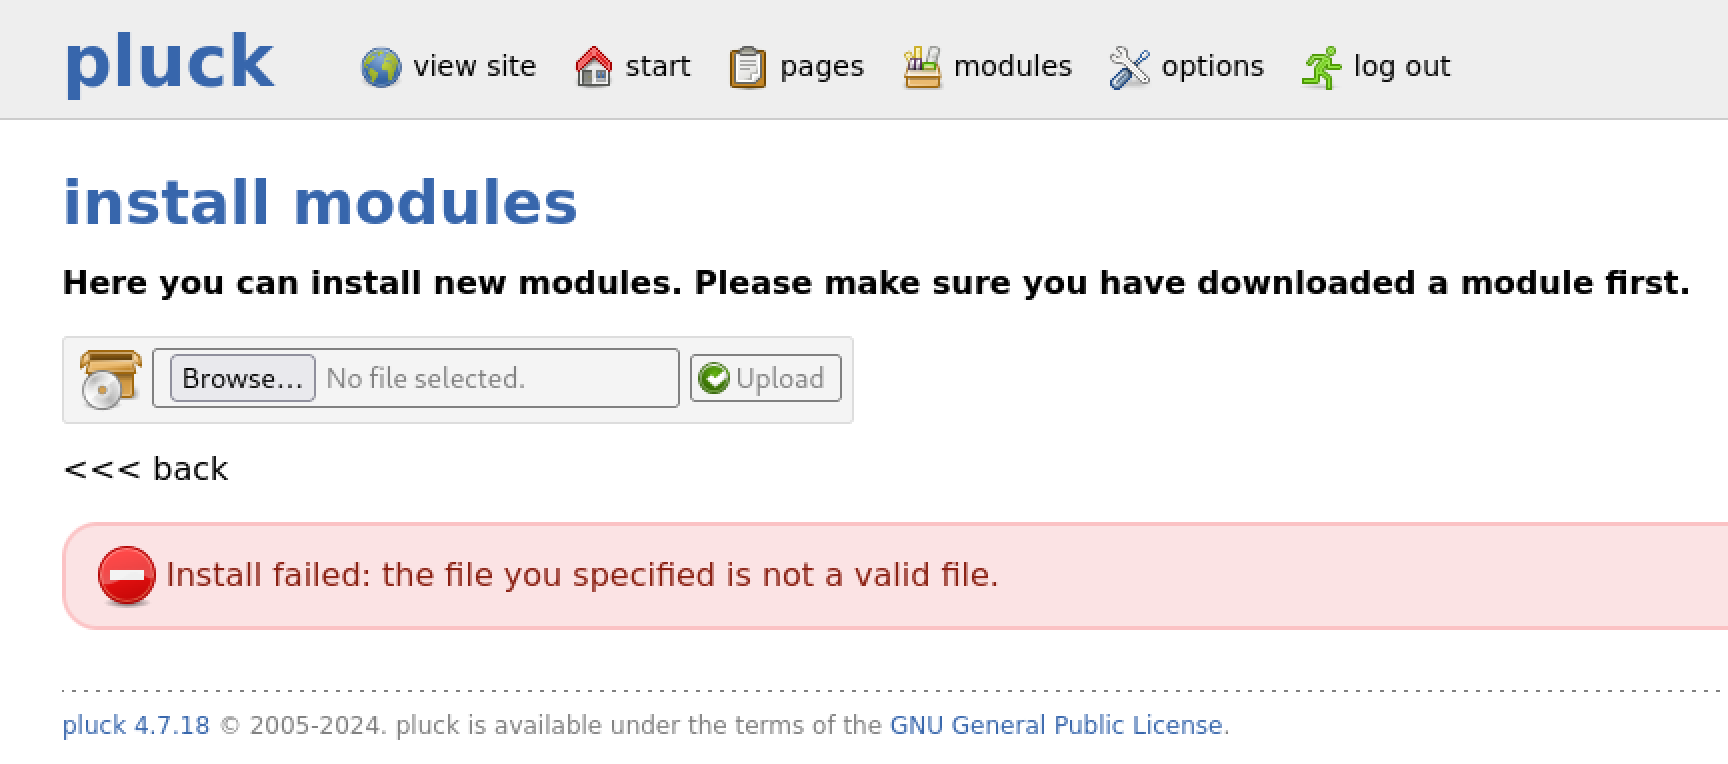 pluck view site start pages modules options log out
install modules
Here you can install new modules. Please make sure you have downloaded a module first.
Browse... No file selected. Upload
<<< back
Install failed: the file you specified is not a valid file.
pluck 4.7.18 © 2005-2024. pluck is available under the terms of the GNU General Public License.